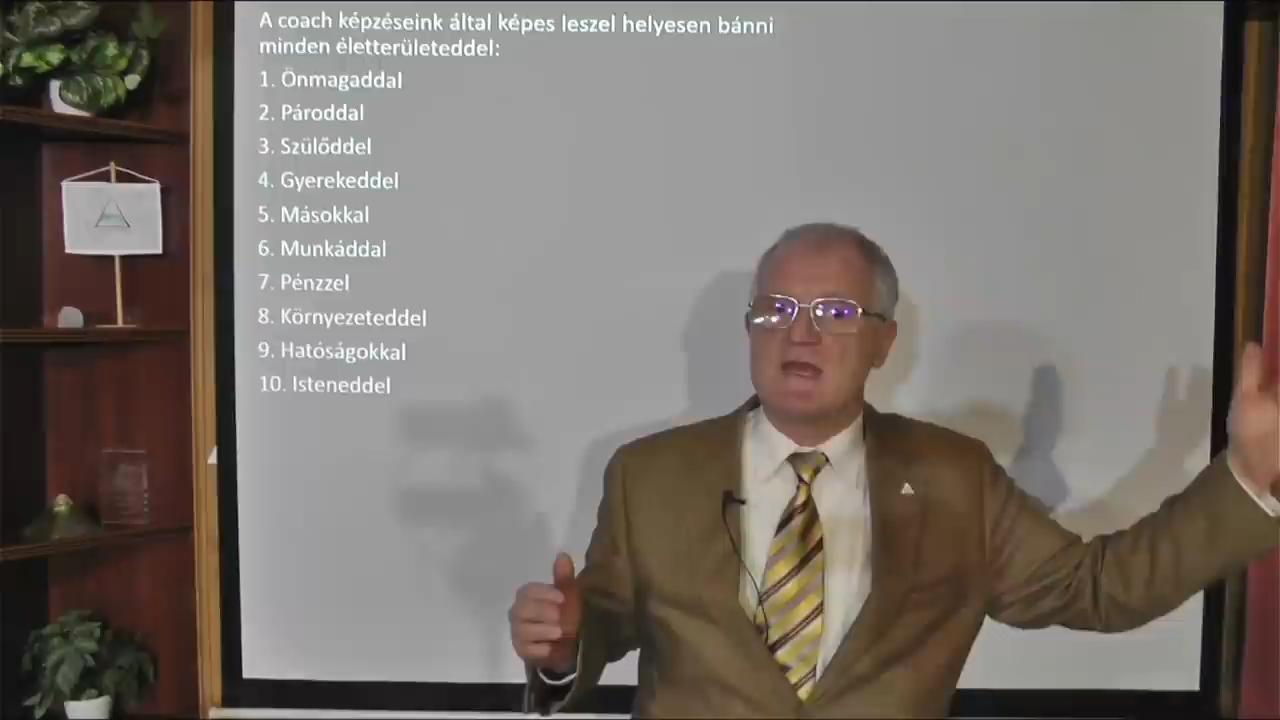 A coach képzéseink által képes leszel helyesen bánni
minden életterületeddel:
1. Önmagaddal
2. Pároddal
3. Szülőddel
4. Gyerekeddel
5. Másokkal
6. Munkáddal
7. Pénzzel
8. Környezeteddel
9. Hatóságokkal
10. Isteneddel